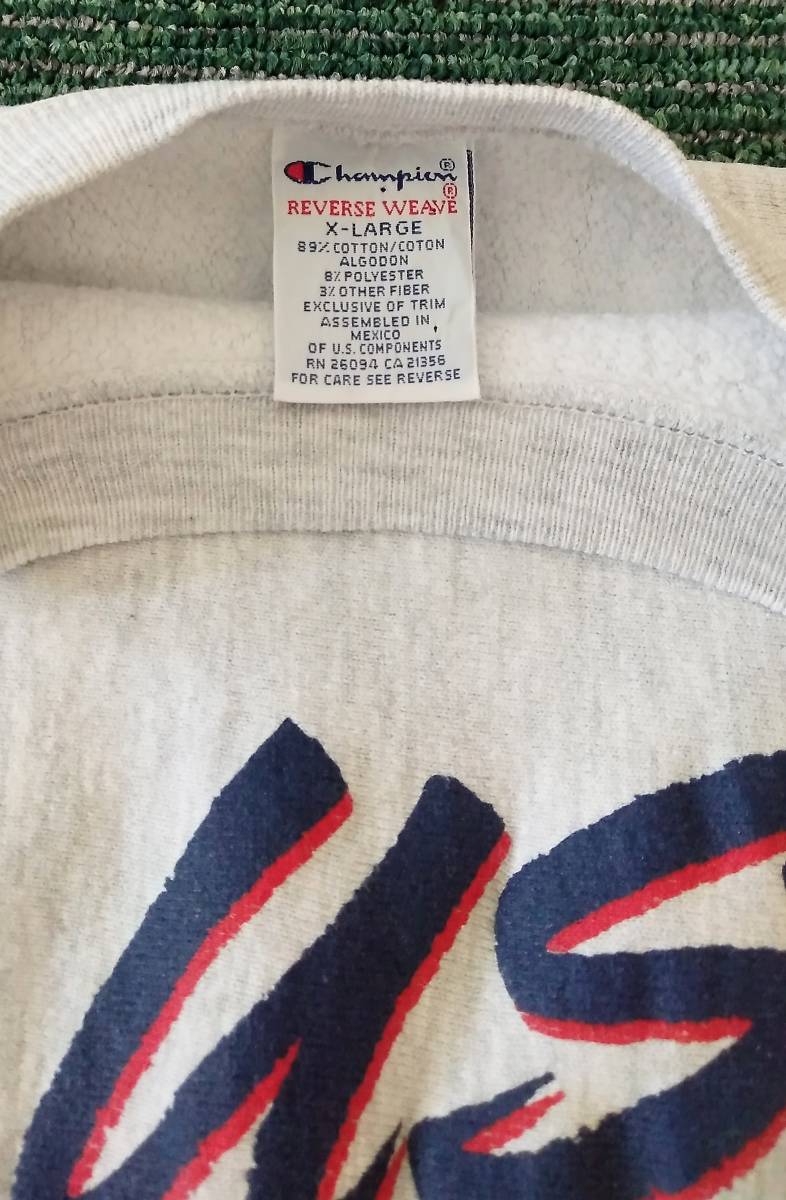 Champion®
REVERSE WEAVE®
X-LARGE
89% COTTON/COTON
ALGODON
8% POLYESTER
3% OTHER FIBER
EXCLUSIVE OF TRIM
ASSEMBLED IN
MEXICO
OF U.S. COMPONENTS
RN 26094 CA 21356
FOR CARE SEE REVERSE
US